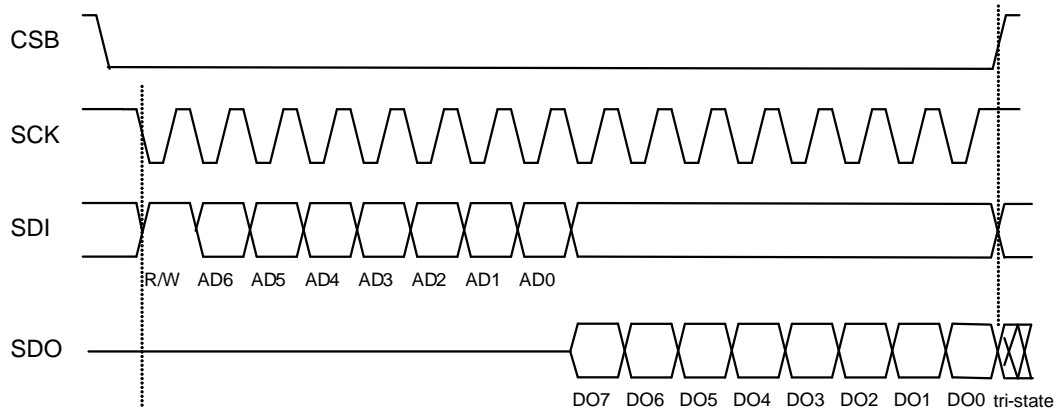 CSB
SCK
SDI
R/W AD6 AD5 AD4 AD3 AD2 AD1 AD0
SDO
DO7 DO6 DO5 DO4 DO3 DO2 DO1 DO0 tri-state